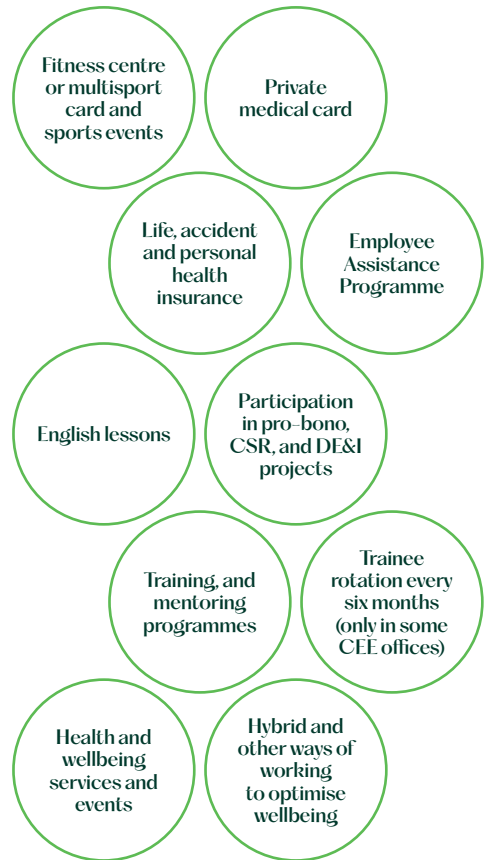 Fitness centre
or multisport
card and
sports events
Private
medical card
Life, accident
and personal
health
insurance
Employee
Assistance
Programme
English lessons
Participation
in pro-bono,
CSR, and DE&I
projects
Training, and
mentoring
programmes
Trainee
rotation every
six months
(only in some
CEE offices)
Health and
wellbeing
services and
events
Hybrid and
other ways of
working
to optimise
wellbeing